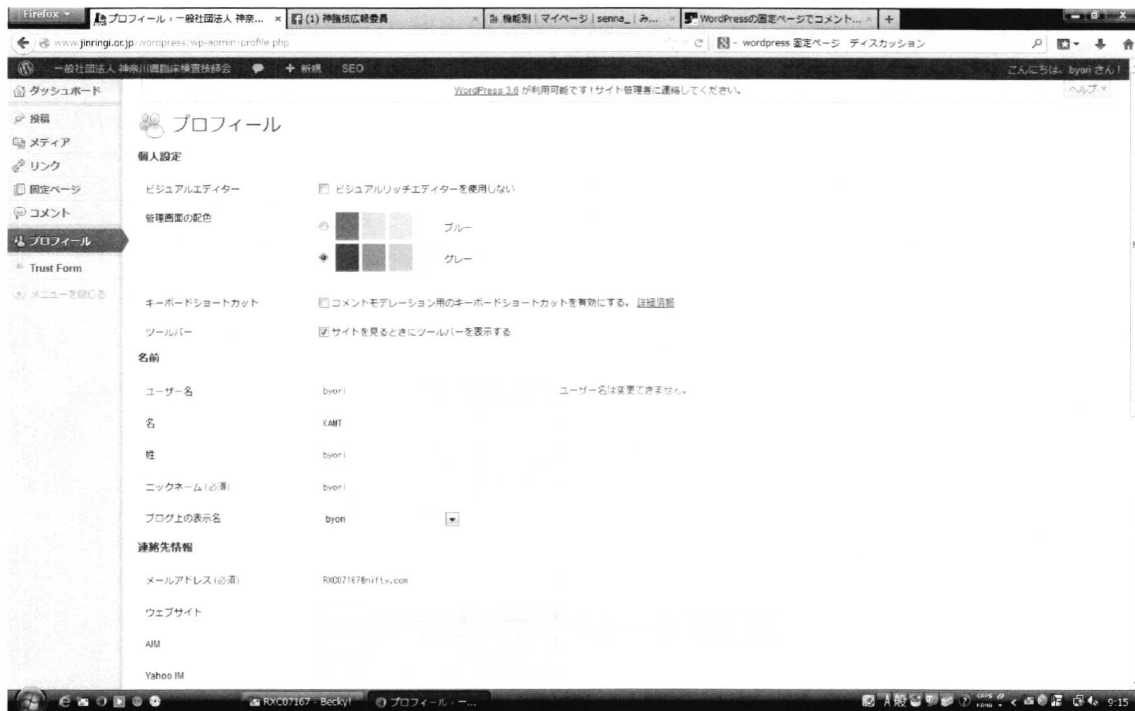 Firefox
プロフィール ‹ 一般社団法人 神奈... ×
(1) 神臨技広報委員 ×
機能別 | マイページ | senna_ | み... ×
WordPressの固定ページでコメント... ×
+
www.jinringi.or.jp/wordpress/wp-admin/profile.php
- wordpress 固定ページ ディスカッション
一般社団法人 神奈川県臨床検査技師会
+ 新規
SEO
こんにちは、byori さん!
WordPress 3.6 が利用可能です ! サイト管理者に連絡してください。
ヘルプ
ダッシュボード
投稿
メディア
リンク
固定ページ
コメント
プロフィール
Trust Form
メニューを閉じる
プロフィール
個人設定
ビジュアルエディター
ビジュアルリッチエディターを使用しない
管理画面の配色
ブルー
グレー
キーボードショートカット
コメントモデレーション用のキーボードショートカットを有効にする。 詳細情報
ツールバー
サイトを見るときにツールバーを表示する
名前
ユーザー名
byori
ユーザー名は変更できません。
名
KAMT
姓
byori
ニックネーム (必須)
byori
ブログ上の表示名
byori
連絡先情報
メールアドレス (必須)
RXC07167@nifty.com
ウェブサイト
AIM
Yahoo IM
RXC07167 - Becky!
プロフィール ‹ 一...
A 般
CAPS
KANA
9:15